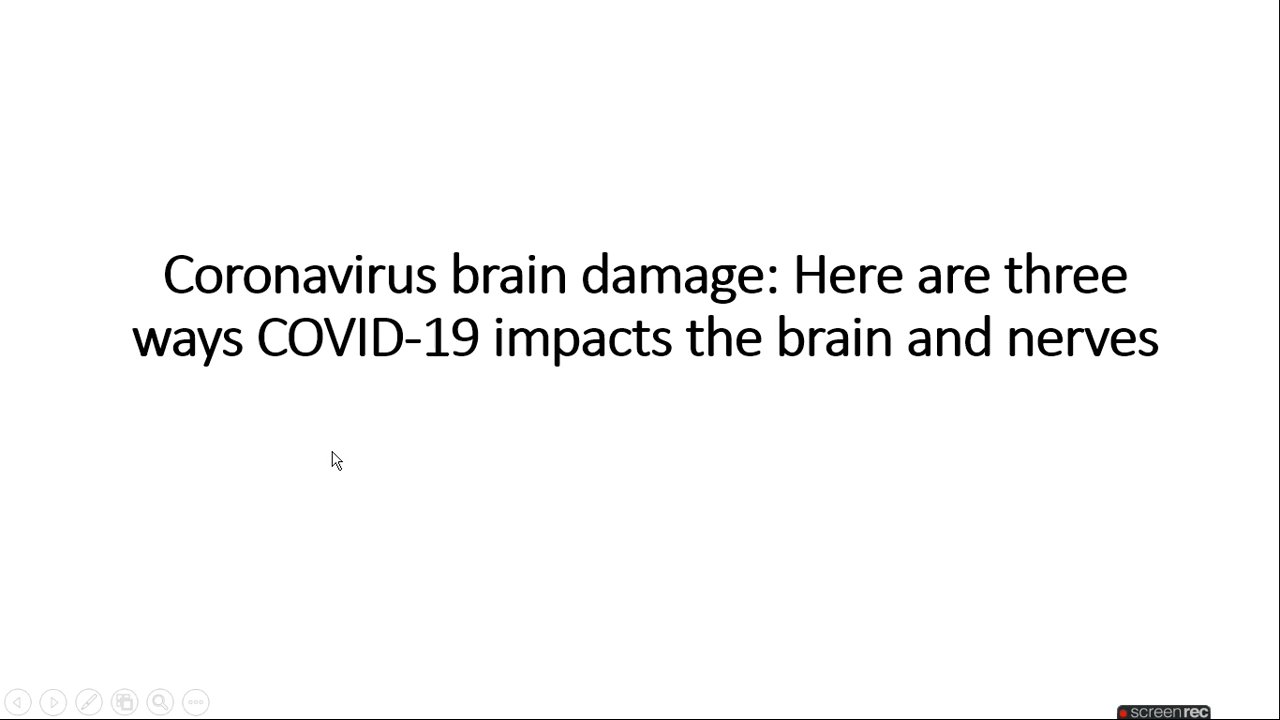 Coronavirus brain damage: Here are three
ways COVID-19 impacts the brain and nerves
screenrec